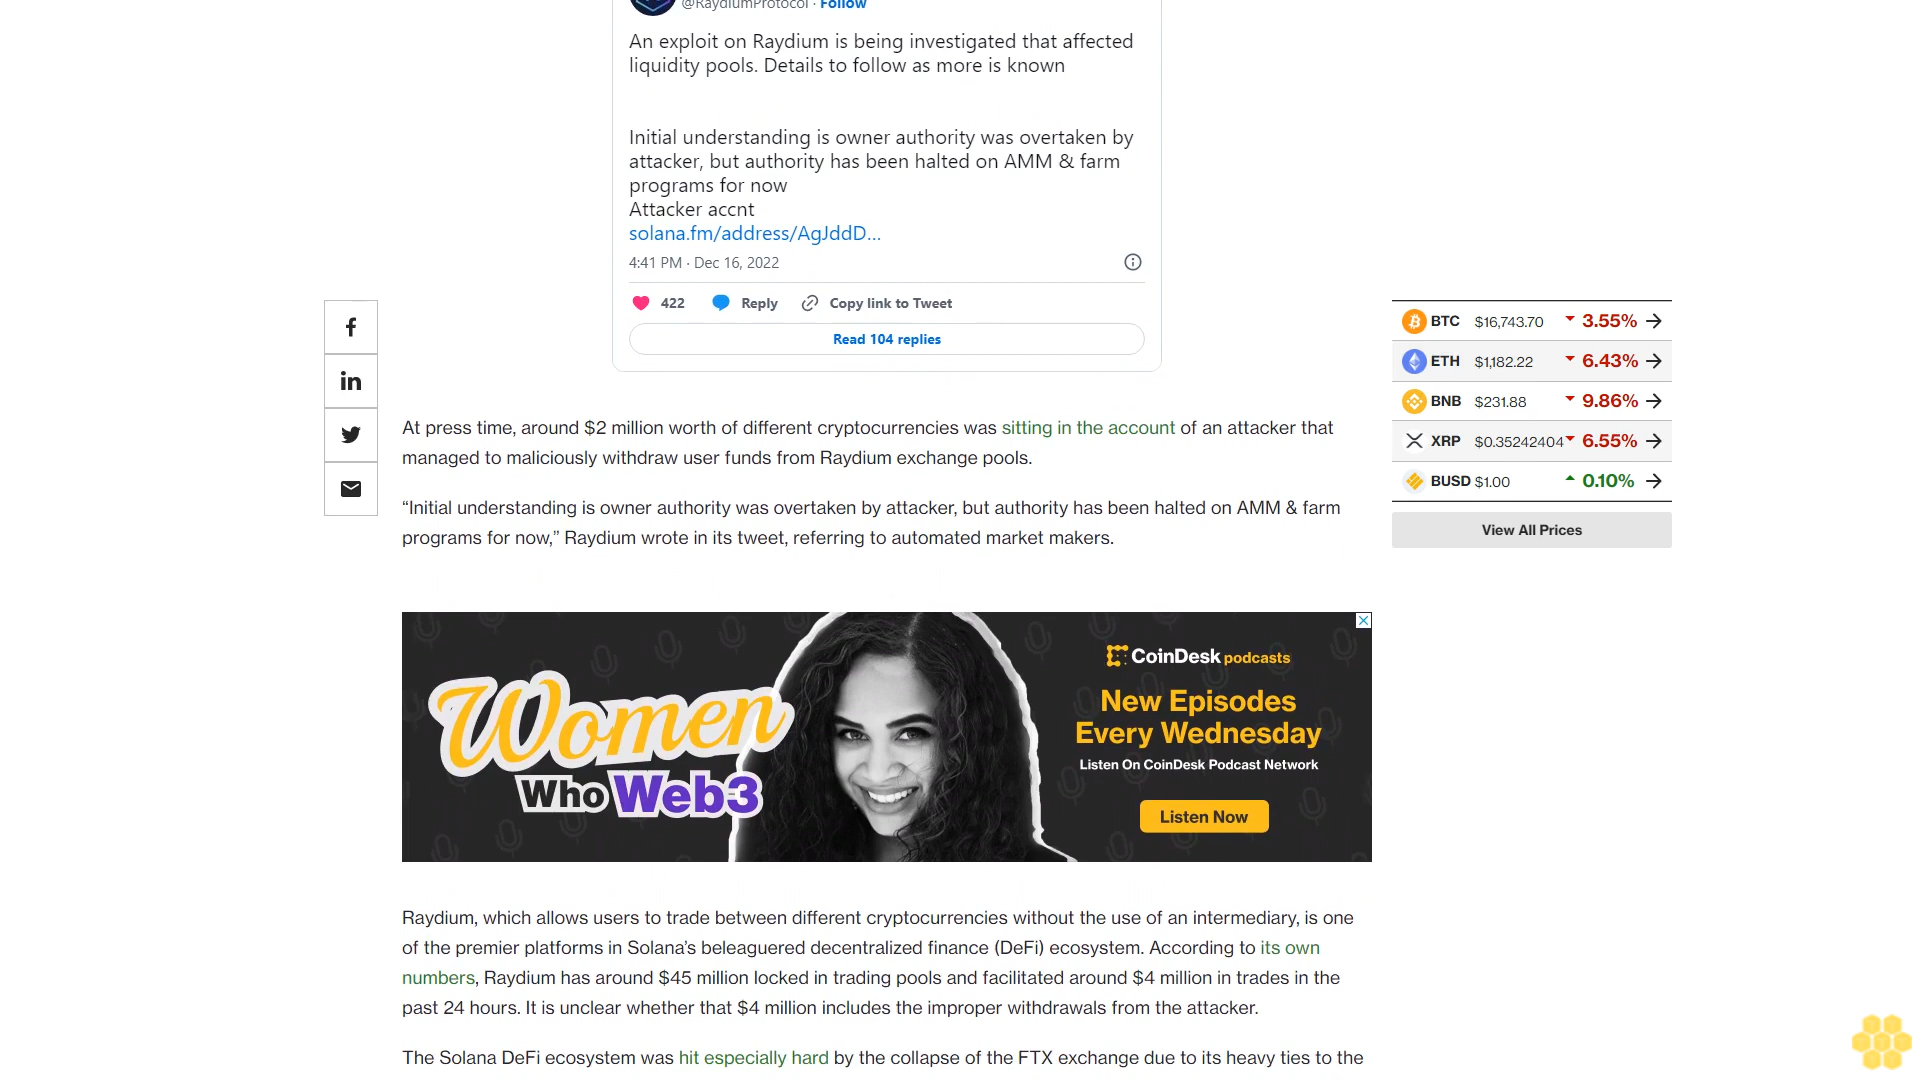 @RaydiumProtocol · Follow
An exploit on Raydium is being investigated that affected
liquidity pools. Details to follow as more is known
Initial understanding is owner authority was overtaken by
attacker, but authority has been halted on AMM & farm
programs for now
Attacker accnt
solana.fm/address/AgJddD…
4:41 PM · Dec 16, 2022
422 Reply Copy link to Tweet
Read 104 replies
At press time, around $2 million worth of different cryptocurrencies was sitting in the account of an attacker that
managed to maliciously withdraw user funds from Raydium exchange pools.
“Initial understanding is owner authority was overtaken by attacker, but authority has been halted on AMM & farm
programs for now,” Raydium wrote in its tweet, referring to automated market makers.
BTC $16,743.70 3.55%
ETH $1,182.22 6.43%
BNB $231.88 9.86%
XRP $0.35242404 6.55%
BUSD $1.00 0.10%
View All Prices
Women
Who Web3
CoinDesk podcasts
New Episodes
Every Wednesday
Listen On CoinDesk Podcast Network
Listen Now
Raydium, which allows users to trade between different cryptocurrencies without the use of an intermediary, is one
of the premier platforms in Solana’s beleaguered decentralized finance (DeFi) ecosystem. According to its own
numbers, Raydium has around $45 million locked in trading pools and facilitated around $4 million in trades in the
past 24 hours. It is unclear whether that $4 million includes the improper withdrawals from the attacker.
The Solana DeFi ecosystem was hit especially hard by the collapse of the FTX exchange due to its heavy ties to the